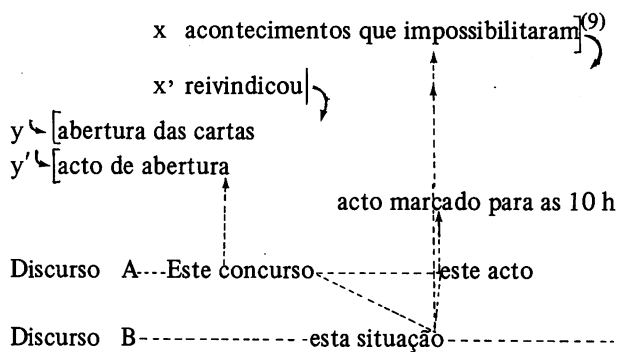 x acontecimentos que impossibilitaram](9)
x' reivindicou
y [abertura das cartas
y' [acto de abertura
acto marcado para as 10 h
Discurso A----Este concurso------------este acto
Discurso B------------esta situação------------